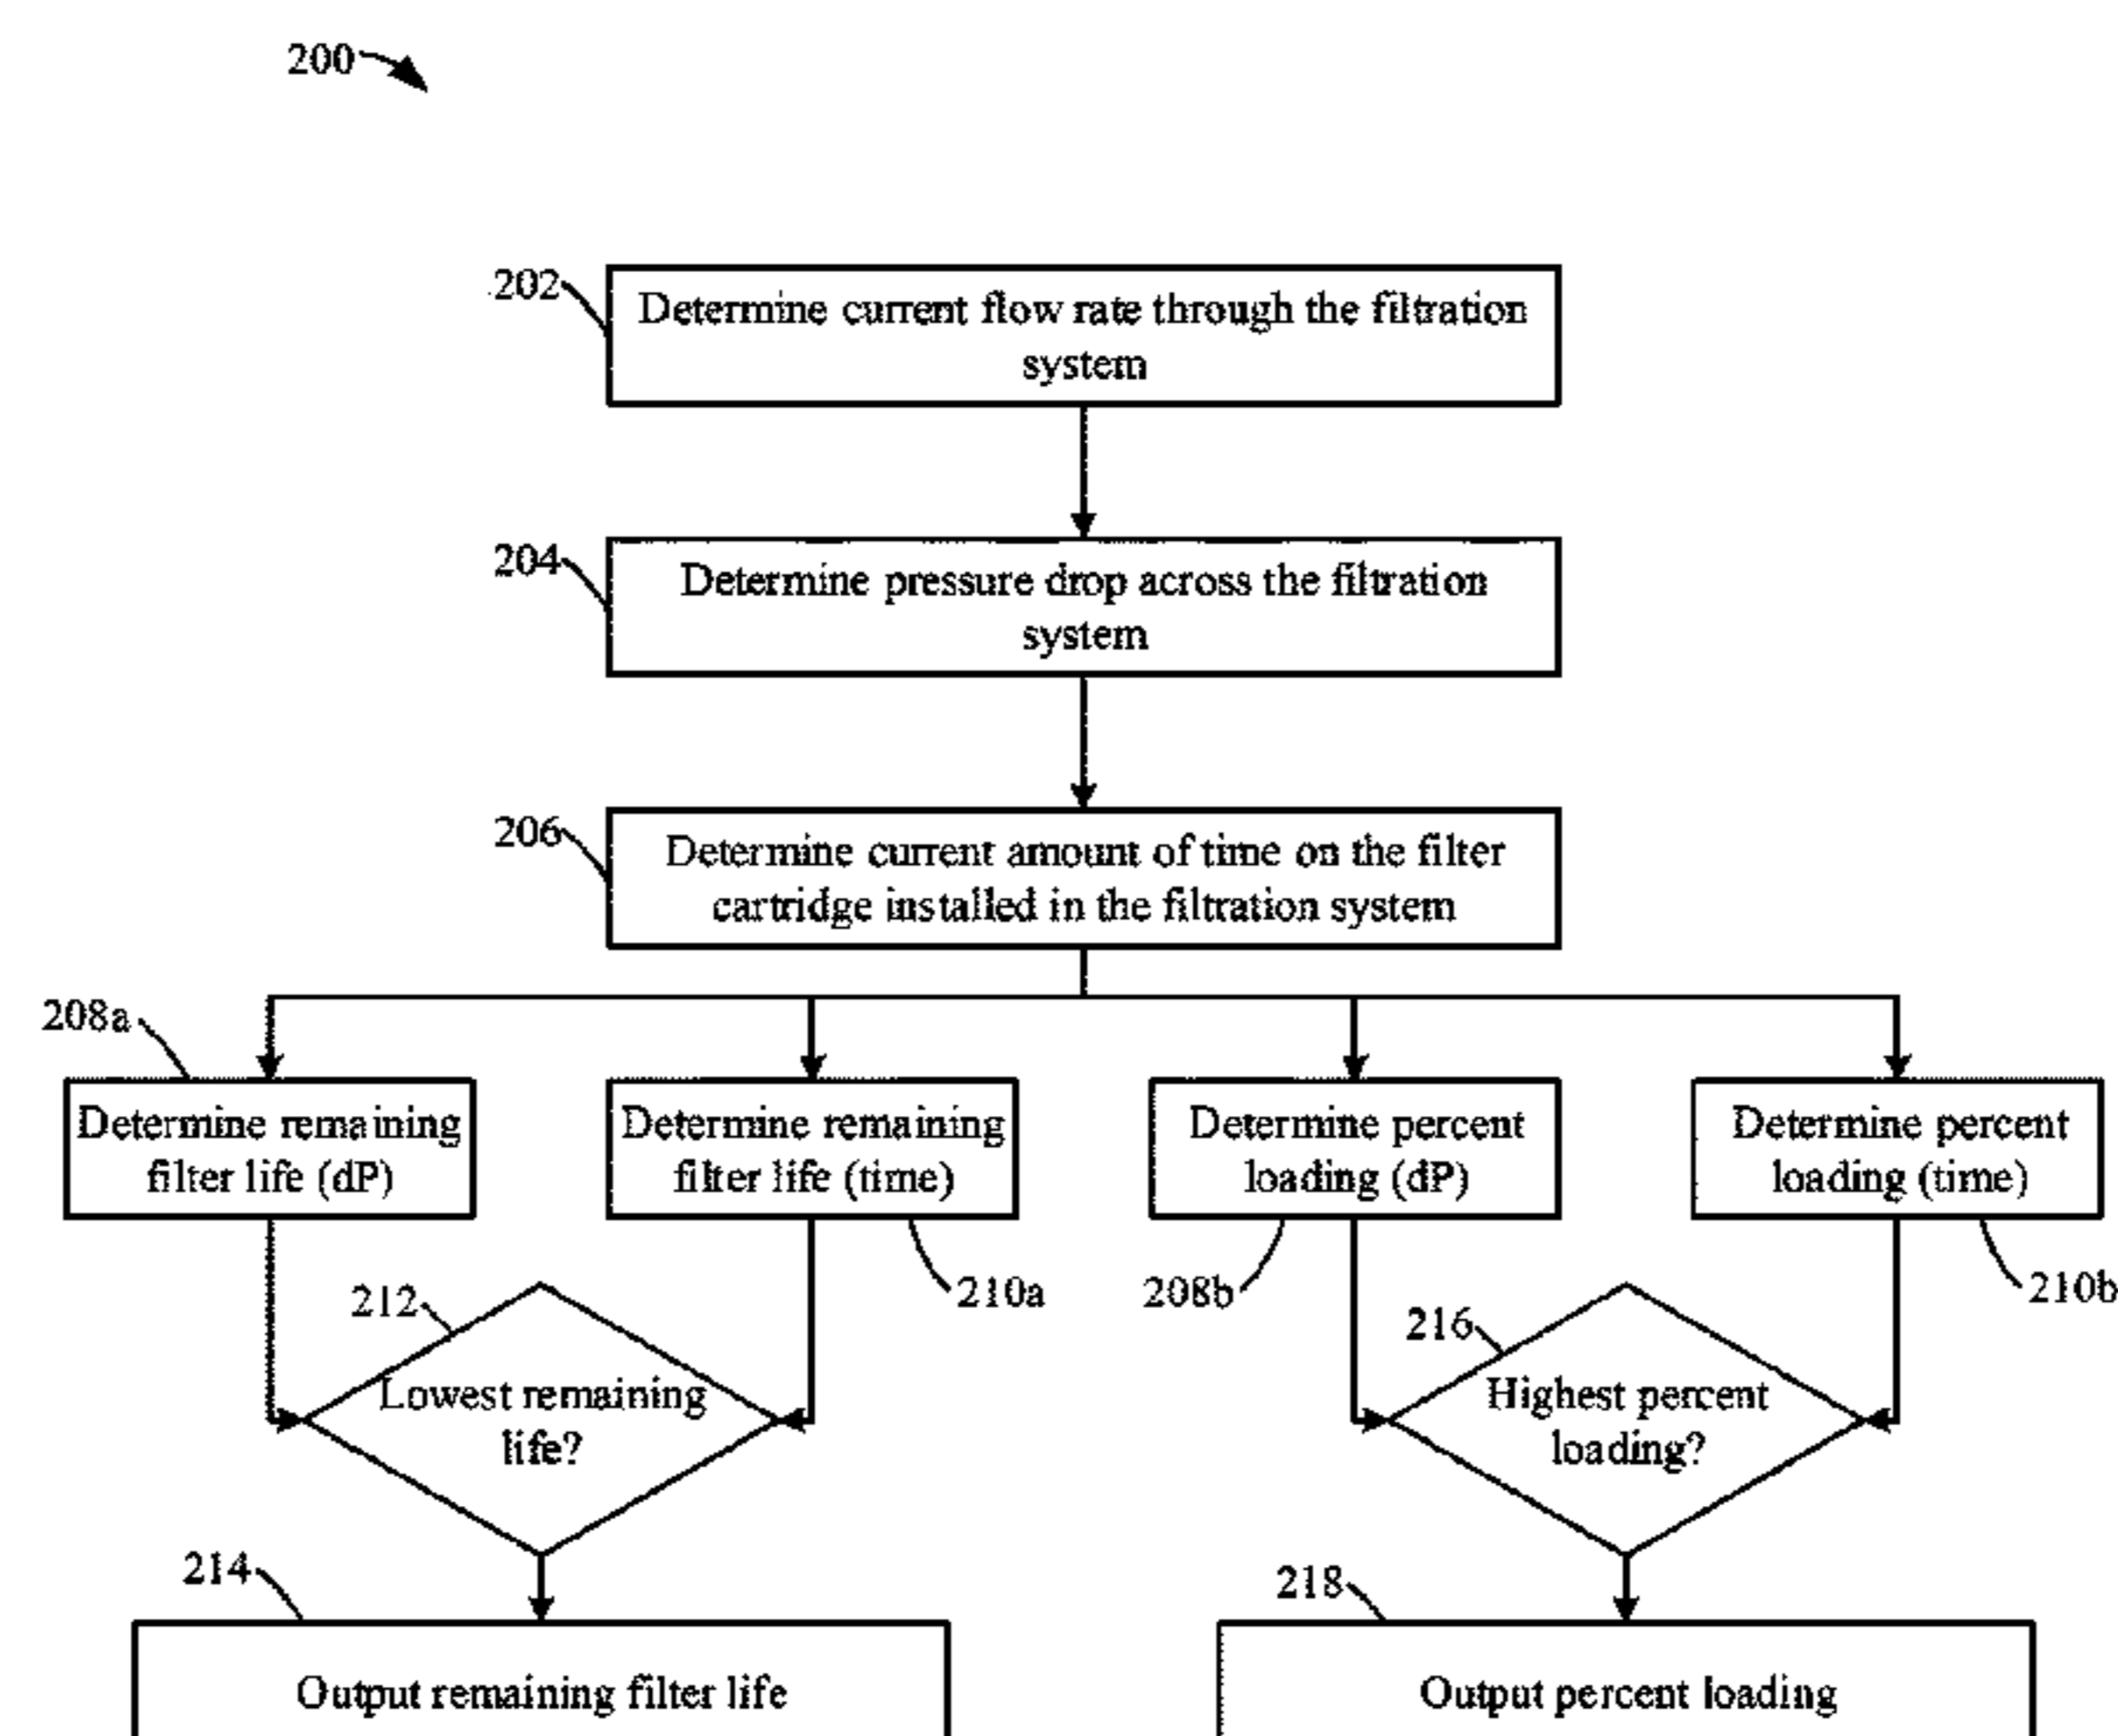 200
202
Determine current flow rate through the filtration
system
204
Determine pressure drop across the filtration
system
206
Determine current amount of time on the filter
cartridge installed in the filtration system
208a
Determine remaining
filter life (dP)
Determine remaining
filter life (time)
Determine percent
loading (dP)
Determine percent
loading (time)
210a
208b
210b
212
Lowest remaining
life?
216
Highest percent
loading?
214
Output remaining filter life
218
Output percent loading